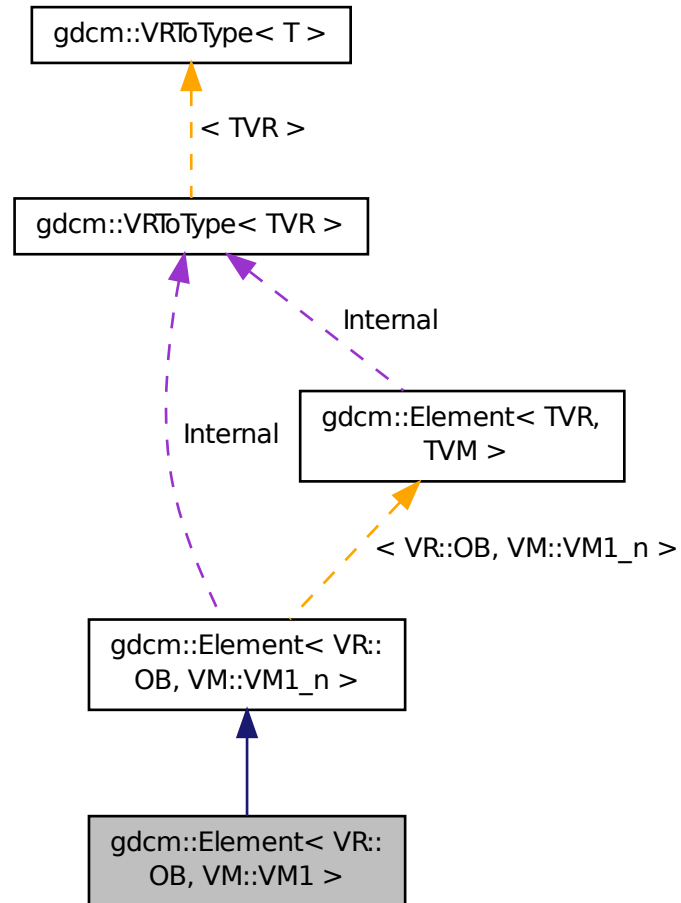 gdcm::VRToType< T >
< TVR >
gdcm::VRToType< TVR >
Internal
gdcm::Element< TVR,
TVM >
Internal
< VR::OB, VM::VM1_n >
gdcm::Element< VR::
OB, VM::VM1_n >
gdcm::Element< VR::
OB, VM::VM1 >